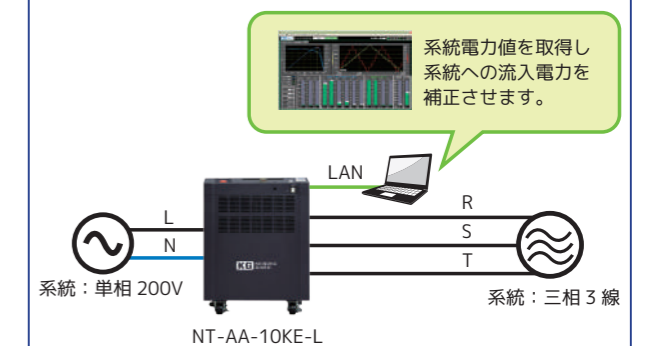 系統電力値を取得し
系統への流入電力を
補正させます。
LAN
L
N
R
S
T
KG
系統：単相 200V
系統：三相 3 線
NT-AA-10KE-L